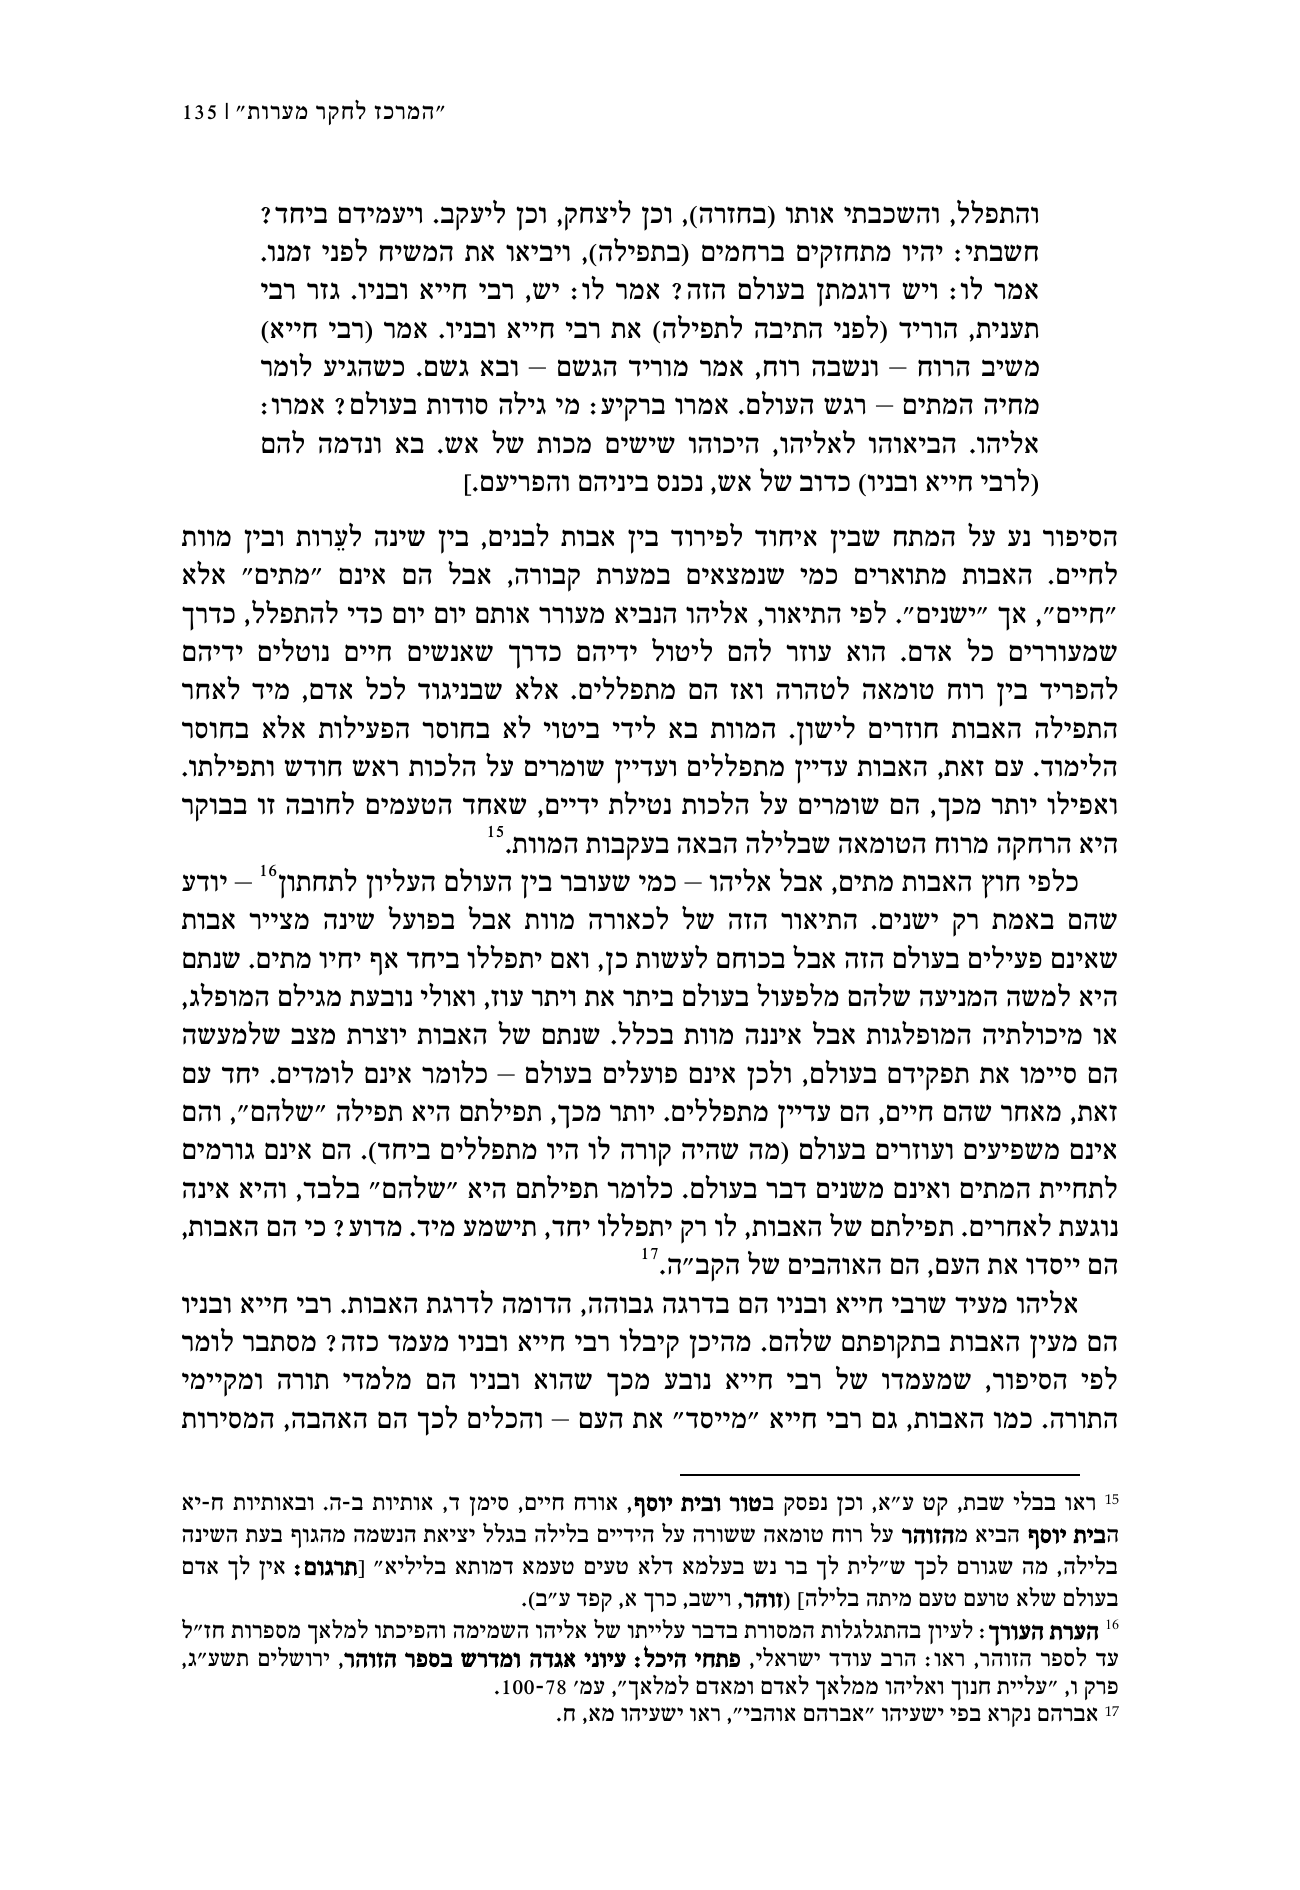 "המרכז לחקר מערות" | 135
והתפלל, והשכבתי אותו (בחזרה), וכן ליצחק, וכן ליעקב. ויעמידם ביחד?
חשבתי: יהיו מתחזקים ברחמים (בתפילה), ויביאו את המשיח לפני זמנו.
אמר לו: ויש דוגמתן בעולם הזה? אמר לו: יש, רבי חייא ובניו. גזר רבי
תענית, הוריד (לפני התיבה לתפילה) את רבי חייא ובניו. אמר (רבי חייא)
משיב הרוח – ונשבה רוח, אמר מוריד הגשם – ובא גשם. כשהגיע לומר
מחיה המתים – רגש העולם. אמרו ברקיע: מי גילה סודות בעולם? אמרו:
אליהו. הביאוהו לאליהו, היכוהו שישים מכות של אש. בא ונדמה להם
(לרבי חייא ובניו) כדוב של אש, נכנס ביניהם והפריעם.]
הסיפור נע על המתח שבין איחוד לפירוד בין אבות לבנים, בין שינה לעֵרות ובין מוות
לחיים. האבות מתוארים כמי שנמצאים במערת קבורה, אבל הם אינם "מתים" אלא
"חיים", אך "ישנים". לפי התיאור, אליהו הנביא מעורר אותם יום יום כדי להתפלל, כדרך
שמעוררים כל אדם. הוא עוזר להם ליטול ידיהם כדרך שאנשים חיים נוטלים ידיהם
להפריד בין רוח טומאה לטהרה ואז הם מתפללים. אלא שבניגוד לכל אדם, מיד לאחר
התפילה האבות חוזרים לישון. המוות בא לידי ביטוי לא בחוסר הפעילות אלא בחוסר
הלימוד. עם זאת, האבות עדיין מתפללים ועדיין שומרים על הלכות ראש חודש ותפילתו.
ואפילו יותר מכך, הם שומרים על הלכות נטילת ידיים, שאחד הטעמים לחובה זו בבוקר
היא הרחקה מרוח הטומאה שבלילה הבאה בעקבות המוות.15
כלפי חוץ האבות מתים, אבל אליהו – כמי שעובר בין העולם העליון לתחתון16 – יודע
שהם באמת רק ישנים. התיאור הזה של לכאורה מוות אבל בפועל שינה מצייר אבות
שאינם פעילים בעולם הזה אבל בכוחם לעשות כן, ואם יתפללו ביחד אף יחיו מתים. שנתם
היא למשה המניעה שלהם מלפעול בעולם ביתר את ויתר עוז, ואולי נובעת מגילם המופלג,
או מיכולתיה המופלגות אבל איננה מוות בכלל. שנתם של האבות יוצרת מצב שלמעשה
הם סיימו את תפקידם בעולם, ולכן אינם פועלים בעולם – כלומר אינם לומדים. יחד עם
זאת, מאחר שהם חיים, הם עדיין מתפללים. יותר מכך, תפילתם היא תפילה "שלהם", והם
אינם משפיעים ועוזרים בעולם (מה שהיה קורה לו היו מתפללים ביחד). הם אינם גורמים
לתחיית המתים ואינם משנים דבר בעולם. כלומר תפילתם היא "שלהם" בלבד, והיא אינה
נוגעת לאחרים. תפילתם של האבות, לו רק יתפללו יחד, תישמע מיד. מדוע? כי הם האבות,
הם ייסדו את העם, הם האוהבים של הקב"ה.17
אליהו מעיד שרבי חייא ובניו הם בדרגה גבוהה, הדומה לדרגת האבות. רבי חייא ובניו
הם מעין האבות בתקופתם שלהם. מהיכן קיבלו רבי חייא ובניו מעמד כזה? מסתבר לומר
לפי הסיפור, שמעמדו של רבי חייא נובע מכך שהוא ובניו הם מלמדי תורה ומקיימי
התורה. כמו האבות, גם רבי חייא "מייסד" את העם – והכלים לכך הם האהבה, המסירות
15 ראו בבלי שבת, קט ע"א, וכן נפסק בטור ובית יוסף, אורח חיים, סימן ד, אותיות ב-ה. ובאותיות ח-יא
הבית יוסף הביא מהזוהר על רוח טומאה ששורה על הידיים בלילה בגלל יציאת הנשמה מהגוף בעת השינה
בלילה, מה שגורם לכך ש"לית לך בר נש בעלמא דלא טעים טעמא דמותא בליליא" [תרגום: אין לך אדם
בעולם שלא טועם טעם מיתה בלילה] (זוהר, וישב, כרך א, קפד ע"ב).
16 הערת העורך: לעיון בהתגלגלות המסורת בדבר עלייתו של אליהו השמימה והפיכתו למלאך מספרות חז"ל
עד לספר הזוהר, ראו: הרב עודד ישראלי, פתחי היכל: עיוני אגדה ומדרש בספר הזוהר, ירושלים תשע"ג,
פרק ו, "עליית חנוך ואליהו ממלאך לאדם ומאדם למלאך", עמ' 100-78.
17 אברהם נקרא בפי ישעיהו "אברהם אוהבי", ראו ישעיהו מא, ח.